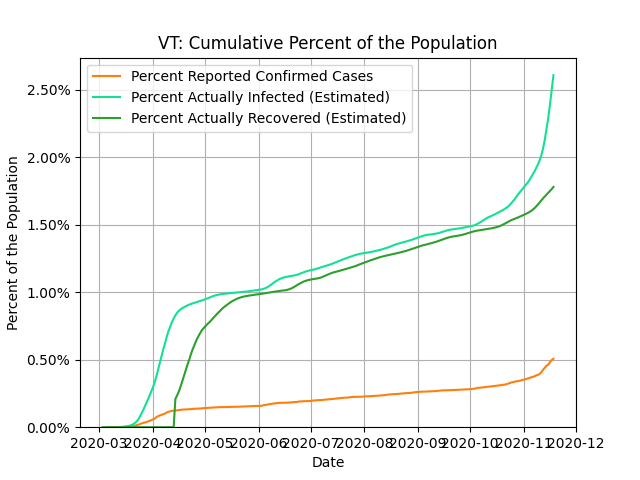 VT: Cumulative Percent of the Population
Percent Reported Confirmed Cases
Percent Actually Infected (Estimated)
Percent Actually Recovered (Estimated)
Percent of the Population
2.50%
2.00%
1.50%
1.00%
0.50%
0.00%
2020-03 2020-04 2020-05 2020-06 2020-07 2020-08 2020-09 2020-10 2020-11 2020-12
Date